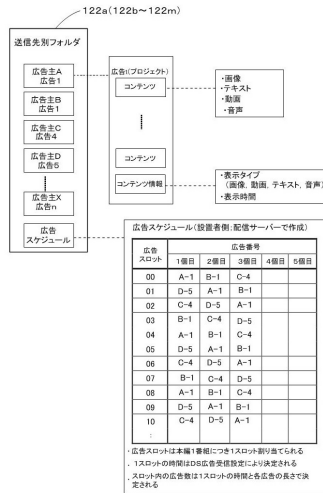 122a(122b~122m)
送信先別フォルダ
広告主A
広告1
広告主B
広告1
広告主C
広告4
広告主D
広告5
広告主X
広告n
広告
スケジュール
広告1(プロジェクト)
コンテンツ
コンテンツ
コンテンツ情報
・画像
・テキスト
・動画
・音声
・表示タイプ
(画像, 動画, テキスト, 音声)
・表示時間
広告スケジュール(設置者側:配信サーバーで作成)
広告
スロット
広告番号
1個目 2個目 3個目 4個目 5個目
00 A-1 B-1 C-4
01 D-5 A-1 B-1
02 C-4 D-5 A-1
03 B-1 C-4 D-5
04 A-1 B-1 C-4
05 D-5 A-1 B-1
06 C-4 D-5 A-1
07 B-1 C-4 D-5
08 A-1 B-1 C-4
09 D-5 A-1 B-1
10 C-4 D-5 A-1
:
・広告スロットは本編1番組につき1スロット割り当てられる
・1スロットの時間はDS広告受信設定により決定される
・スロット内の広告数は1スロットの時間と各広告の長さで決
定される